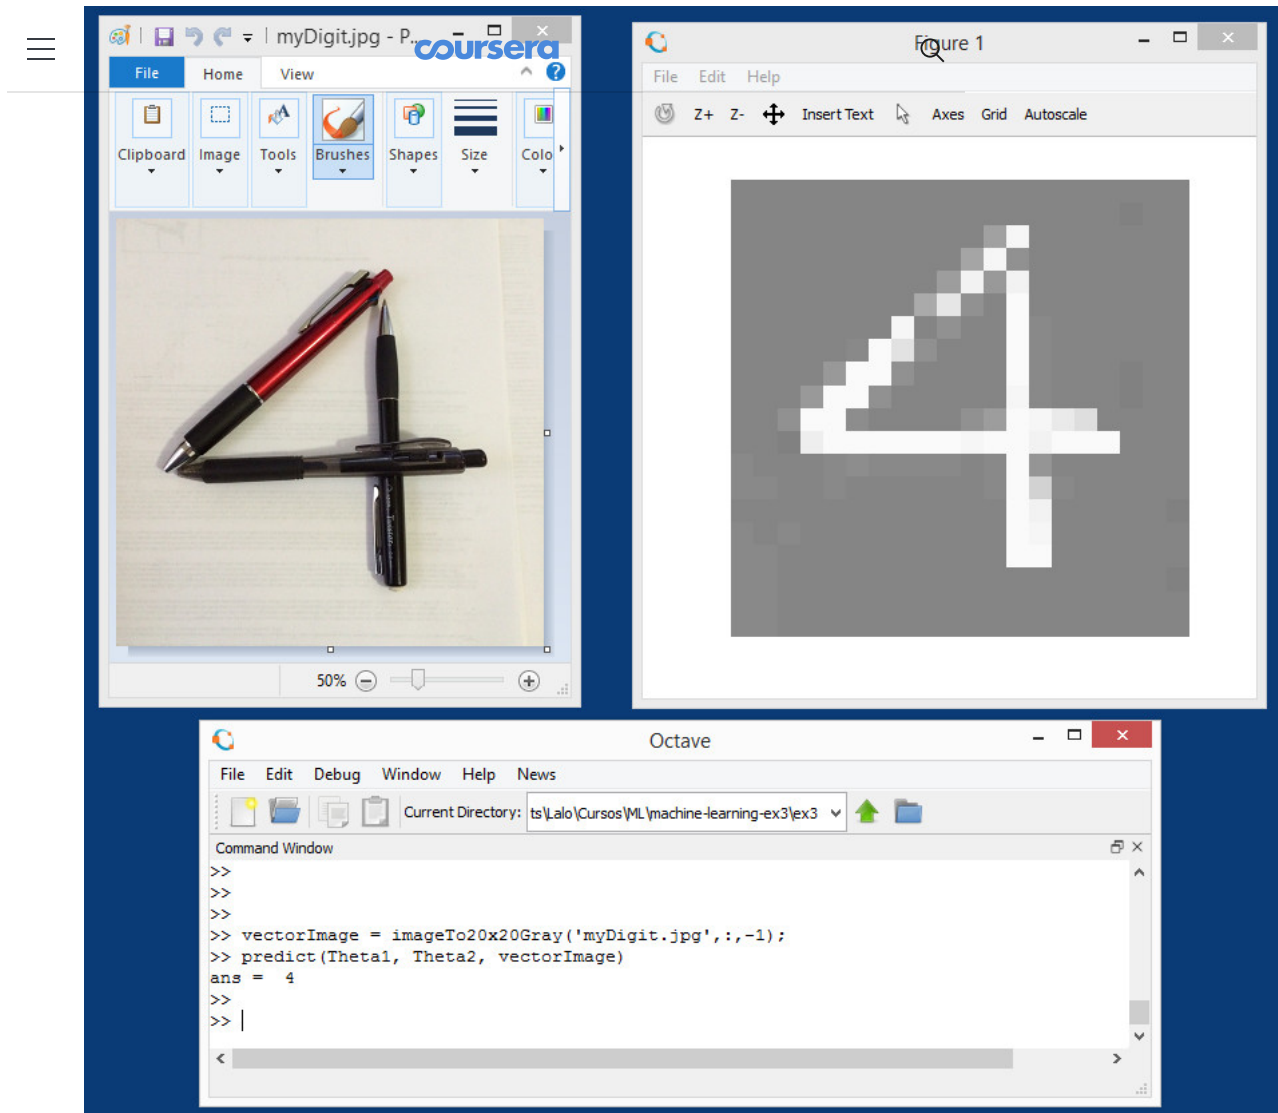 myDigit.jpg - P...
coursera
File Home View
Clipboard Image Tools Brushes Shapes Size Colo
50%
Figure 1
File Edit Help
Z+ Z- Insert Text Axes Grid Autoscale
Octave
File Edit Debug Window Help News
Current Directory: ts\Lalo\Cursos\ML\machine-learning-ex3\ex3
Command Window
>>
>>
>>
>> vectorImage = imageTo20x20Gray('myDigit.jpg',:,-1);
>> predict(Theta1, Theta2, vectorImage)
ans =  4
>>
>>